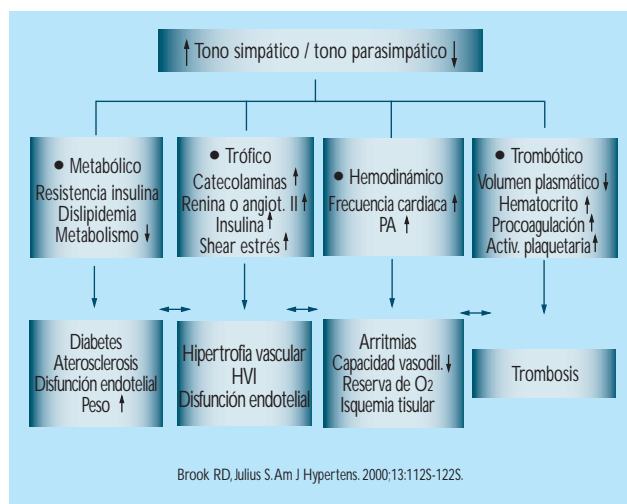 ↑ Tono simpático / tono parasimpático ↓
● Metabólico
Resistencia insulina
Dislipidemia
Metabolismo ↓
● Trófico
Catecolaminas ↑
Renina o angiot. II ↑
Insulina ↑
Shear estrés ↑
● Hemodinámico
Frecuencia cardiaca ↑
PA ↑
● Trombótico
Volumen plasmático ↓
Hematocrito ↑
Procoagulación ↑
Activ. plaquetaria ↑
Diabetes
Aterosclerosis
Disfunción endotelial
Peso ↑
Hipertrofia vascular
HVI
Disfunción endotelial
Arritmias
Capacidad vasodil. ↓
Reserva de O2
Isquemia tisular
Trombosis
Brook RD, Julius S. Am J Hypertens. 2000;13:112S-122S.